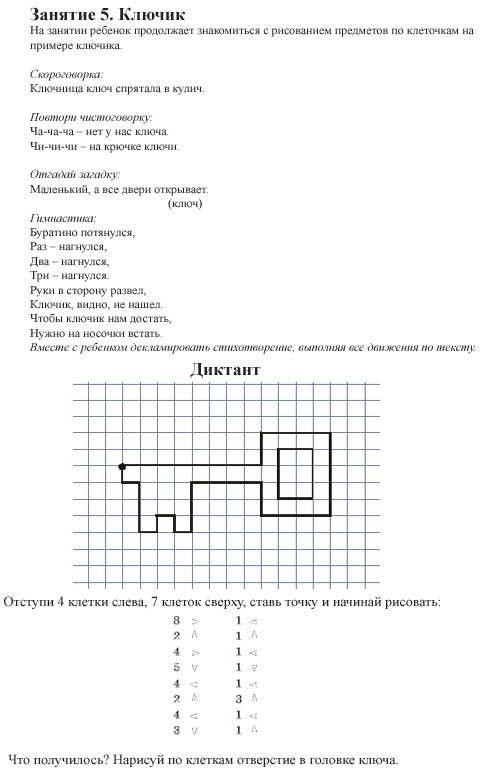 Занятие 5. Ключик
На занятии ребенок продолжает знакомиться с рисованием предметов по клеточкам на
примере ключика.
Скороговорка:
Ключница ключ спрятала в кулич.
Повтори чистоговорку:
Ча-ча-ча – нет у нас ключа.
Чи-чи-чи – на крючке ключи.
Отгадай загадку:
Маленький, а все двери открывает.
(ключ)
Гимнастика:
Буратино потянулся,
Раз – нагнулся,
Два – нагнулся,
Три – нагнулся.
Руки в сторону развел,
Ключик, видно, не нашел.
Чтобы ключик нам достать,
Нужно на носочки встать.
Вместе с ребенком декламировать стихотворение, выполняя все движения по тексту.
Диктант
Отступи 4 клетки слева, 7 клеток сверху, ставь точку и начинай рисовать:
8 > 1 <
2 ˄ 1 ˄
4 > 1 <
5 ˅ 1 ˅
4 < 1 <
2 ˄ 3 ˄
4 < 1 <
3 ˅ 1 ˄
Что получилось? Нарисуй по клеткам отверстие в головке ключа.